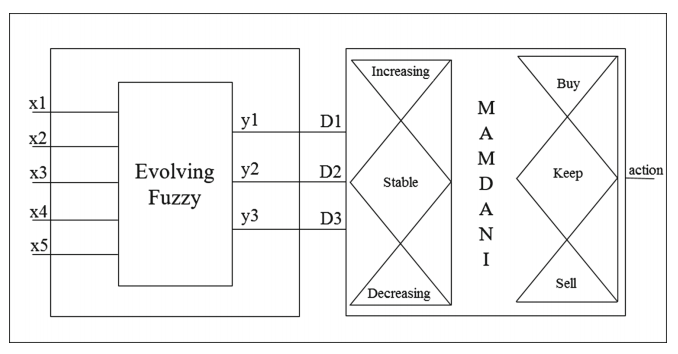 x1
x2
x3
x4
x5
Evolving
Fuzzy
y1
y2
y3
D1
D2
D3
Increasing
Stable
Decreasing
M
A
M
D
A
N
I
Buy
Keep
Sell
action